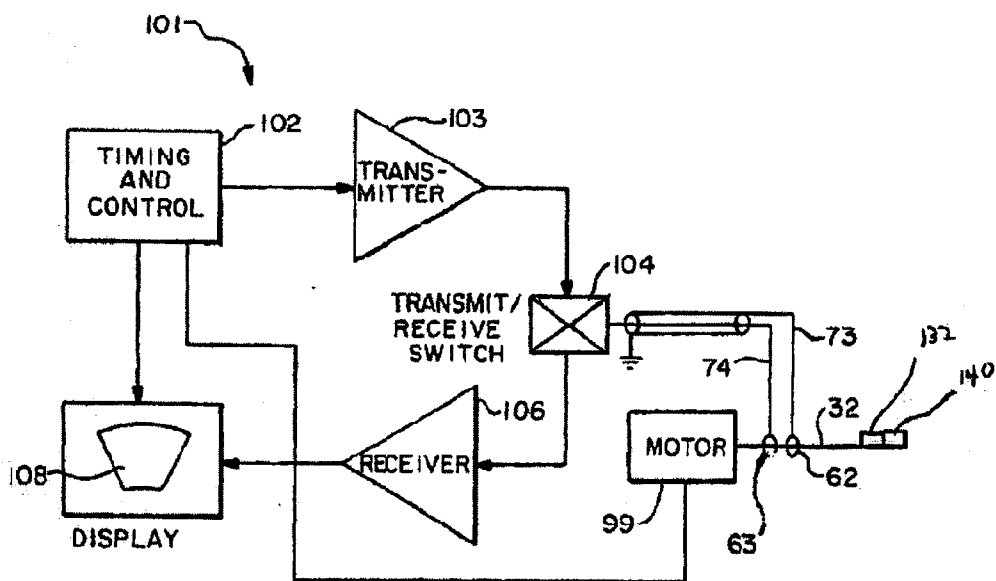 101
102
TIMING
AND
CONTROL
103
TRANS-
MITTER
104
TRANSMIT/
RECEIVE
SWITCH
73
74
132
140
32
106
RECEIVER
MOTOR
62
63
99
108
DISPLAY